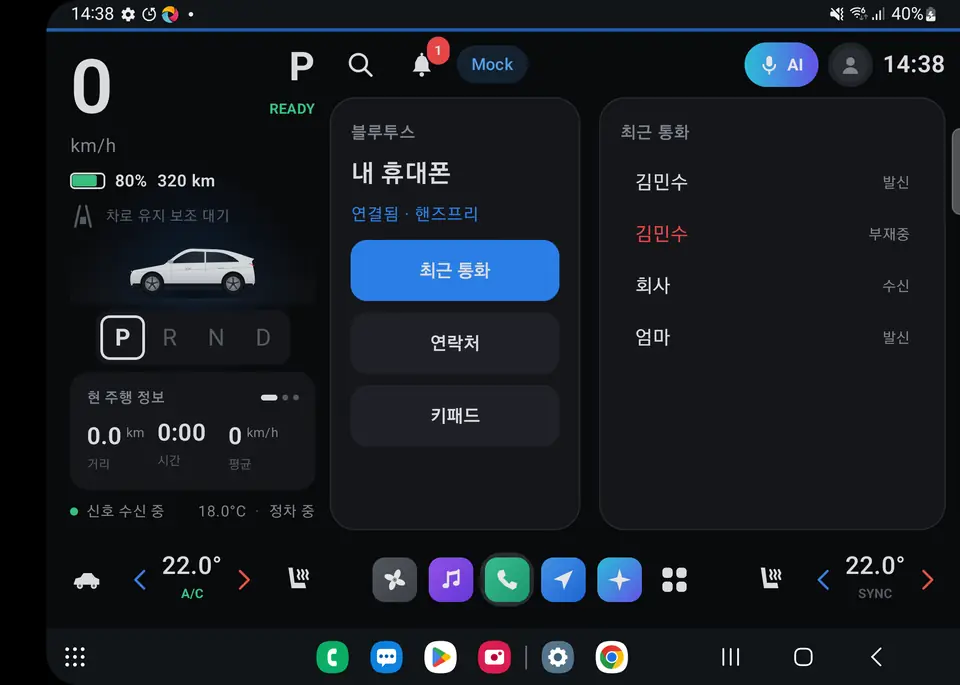 14:38
40%
0
P
READY
km/h
80% 320 km
차로 유지 보조 대기
P R N D
현 주행 정보
0.0 km 0:00 0 km/h
거리 시간 평균
신호 수신 중 18.0°C · 정차 중
1
Mock
AI
14:38
블루투스
내 휴대폰
연결됨 · 핸즈프리
최근 통화
연락처
키패드
최근 통화
김민수 발신
김민수 부재중
회사 수신
엄마 발신
22.0°
A/C
22.0°
SYNC